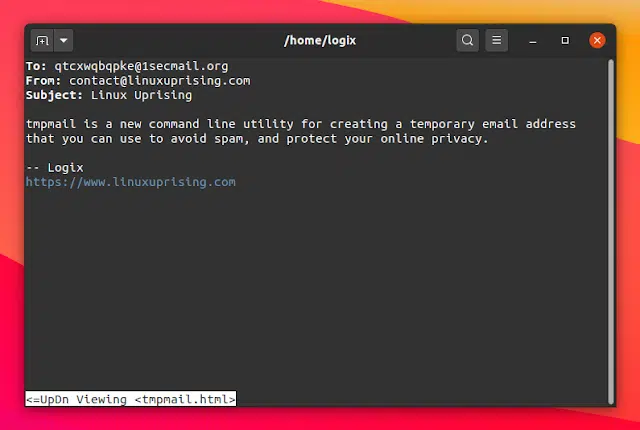 /home/logix
To: qtcxwqbqpke@1secmail.org
From: contact@linuxuprising.com
Subject: Linux Uprising
tmpmail is a new command line utility for creating a temporary email address
that you can use to avoid spam, and protect your online privacy.
-- Logix
https://www.linuxuprising.com
<=UpDn Viewing <tmpmail.html>